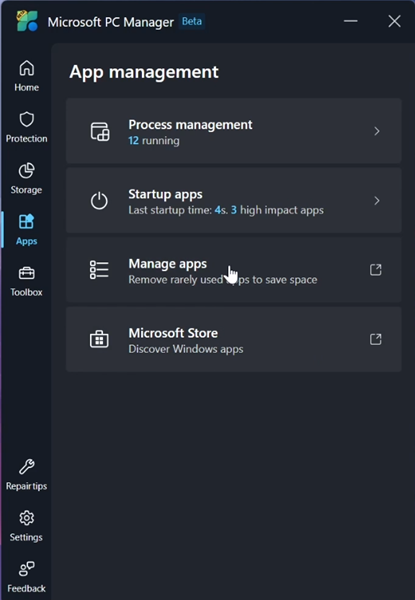 Microsoft PC Manager Beta
Home
Protection
Storage
Apps
Toolbox
Repair tips
Settings
Feedback
App management
Process management
12 running
Startup apps
Last startup time: 4s. 3 high impact apps
Manage apps
Remove rarely used apps to save space
Microsoft Store
Discover Windows apps